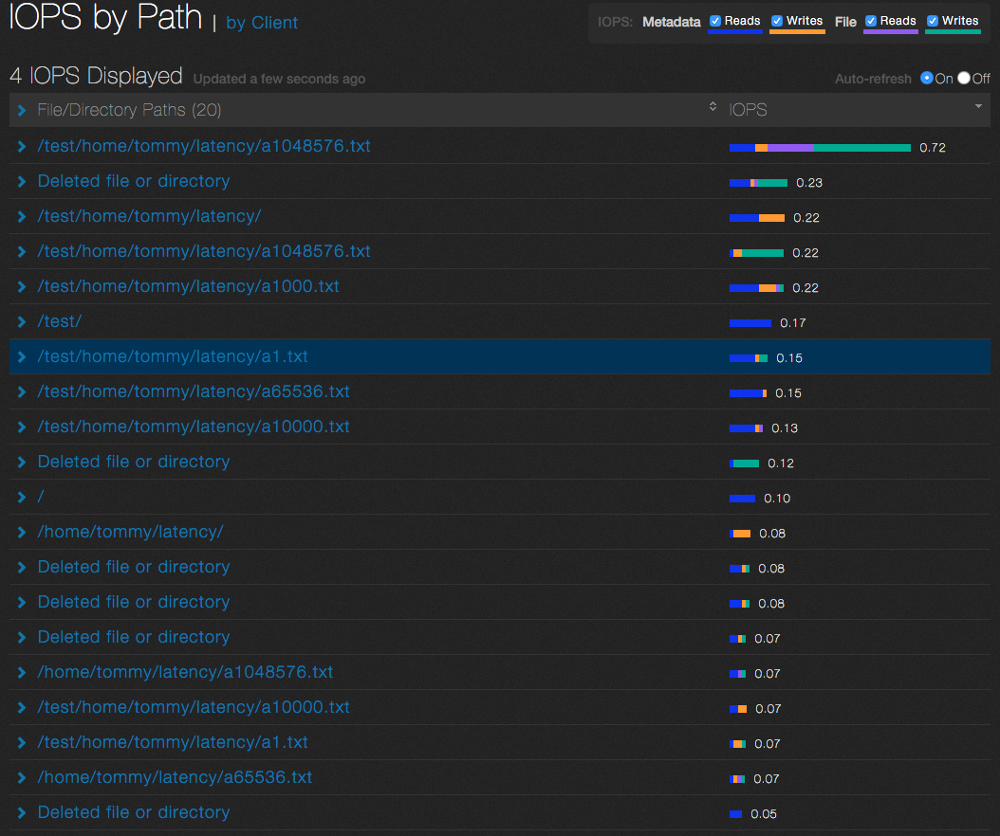 IOPS by Path | by Client
IOPS: Metadata Reads Writes File Reads Writes
4 IOPS Displayed Updated a few seconds ago
Auto-refresh On Off
File/Directory Paths (20) IOPS
/test/home/tommy/latency/a1048576.txt 0.72
Deleted file or directory 0.23
/test/home/tommy/latency/ 0.22
/test/home/tommy/latency/a1048576.txt 0.22
/test/home/tommy/latency/a1000.txt 0.22
/test/ 0.17
/test/home/tommy/latency/a1.txt 0.15
/test/home/tommy/latency/a65536.txt 0.15
/test/home/tommy/latency/a10000.txt 0.13
Deleted file or directory 0.12
/ 0.10
/home/tommy/latency/ 0.08
Deleted file or directory 0.08
Deleted file or directory 0.08
Deleted file or directory 0.07
/home/tommy/latency/a1048576.txt 0.07
/test/home/tommy/latency/a10000.txt 0.07
/test/home/tommy/latency/a1.txt 0.07
/home/tommy/latency/a65536.txt 0.07
Deleted file or directory 0.05